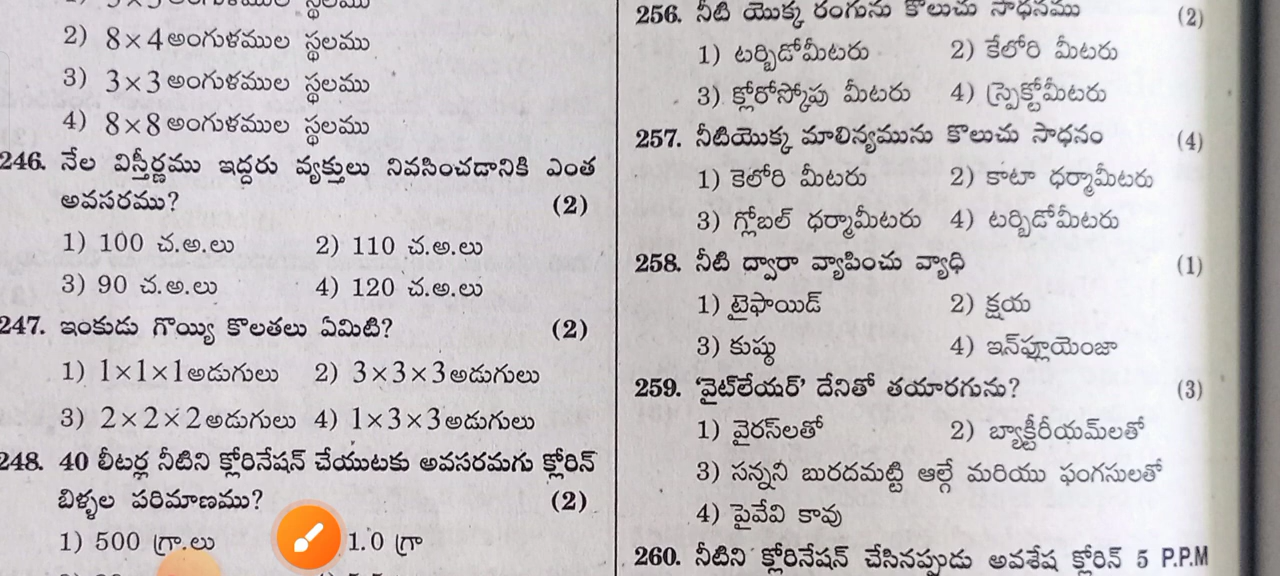 2) 8×4 అంగుళముల స్థలము
3) 3×3 అంగుళముల స్థలము
4) 8×8 అంగుళముల స్థలము
246. నేల విస్తీర్ణము ఇద్దరు వ్యక్తులు నివసించడానికి ఎంత
అవసరము? (2)
1) 100 చ.అ.లు 2) 110 చ.అ.లు
3) 90 చ.అ.లు 4) 120 చ.అ.లు
247. ఇంకుడు గొయ్యి కొలతలు ఏమిటి? (2)
1) 1×1×1 అడుగులు 2) 3×3×3 అడుగులు
3) 2×2×2 అడుగులు 4) 1×3×3 అడుగులు
248. 40 లీటర్ల నీటిని క్లోరినేషన్ చేయుటకు అవసరమగు క్లోరిన్
బిళ్ళల పరిమాణము? (2)
1) 500 గ్రా.లు 1.0 గ్రా
256. నీటి యొక్క రంగును కొలుచు సాధనము (2)
1) టర్బిడోమీటరు 2) కేలోరి మీటరు
3) క్లోరోస్కోపు మీటరు 4) స్పెక్టోమీటరు
257. నీటియొక్క మాలిన్యమును కొలుచు సాధనం (4)
1) కెలోరి మీటరు 2) కాటా థర్మామీటరు
3) గ్లోబల్ థర్మామీటరు 4) టర్బిడోమీటరు
258. నీటి ద్వారా వ్యాపించు వ్యాధి (1)
1) టైఫాయిడ్ 2) క్షయ
3) కుష్ఠు 4) ఇన్‌ఫ్లూయెంజా
259. 'వైట్‌లేయర్' దేనితో తయారగును? (3)
1) వైరస్‌లతో 2) బ్యాక్టీరీయమ్‌లతో
3) సన్నని బురదమట్టి ఆల్గే మరియు ఫంగసులతో
4) పైవేవి కావు
260. నీటిని క్లోరినేషన్ చేసినప్పుడు అవశేష క్లోరిన్ 5 P.P.M